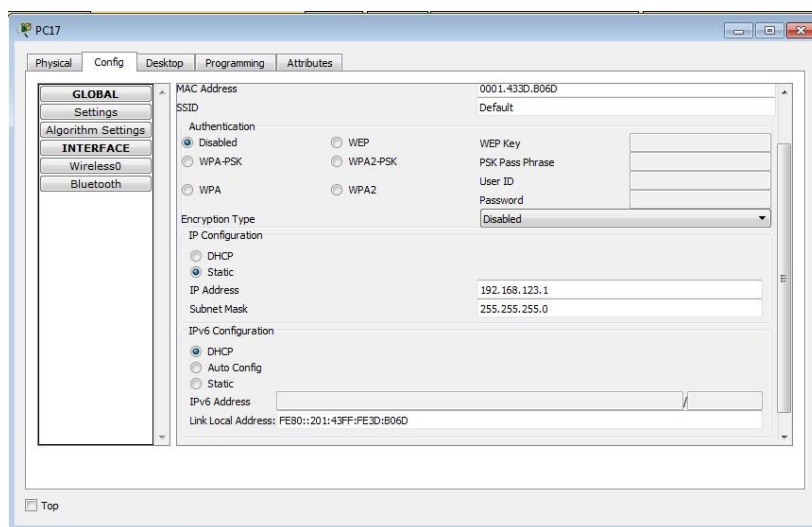 PC17
Physical Config Desktop Programming Attributes
GLOBAL
Settings
Algorithm Settings
INTERFACE
Wireless0
Bluetooth
MAC Address 0001.433D.B06D
SSID Default
Authentication
Disabled WEP WEP Key
WPA-PSK WPA2-PSK PSK Pass Phrase
User ID
WPA WPA2
Password
Encryption Type Disabled
IP Configuration
DHCP
Static
IP Address 192.168.123.1
Subnet Mask 255.255.255.0
IPv6 Configuration
DHCP
Auto Config
Static
IPv6 Address /
Link Local Address: FE80::201:43FF:FE3D:B06D
Top